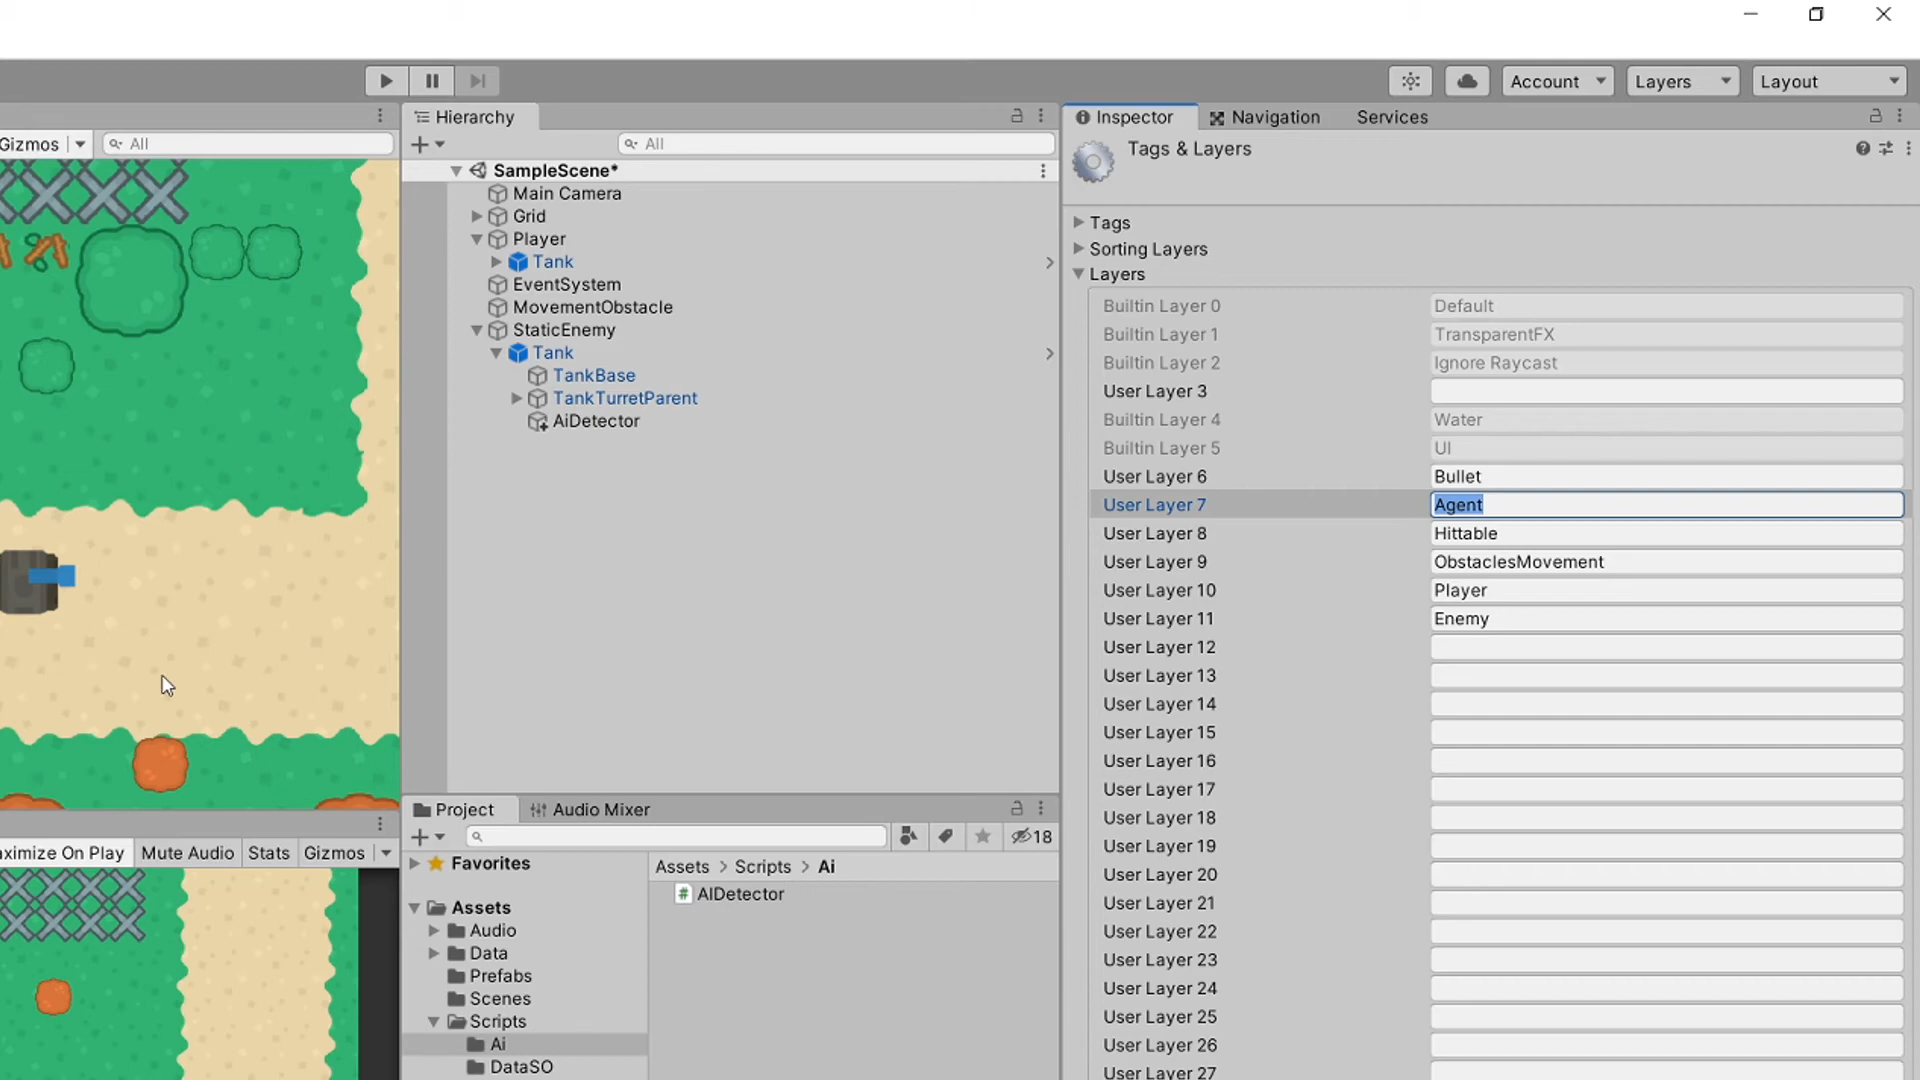 Account
Layers
Layout
Hierarchy
Inspector
Navigation
Services
Gizmos
All
All
Tags & Layers
SampleScene*
Main Camera
Grid
Player
Tank
EventSystem
MovementObstacle
StaticEnemy
Tank
TankBase
TankTurretParent
AiDetector
Tags
Sorting Layers
Layers
Builtin Layer 0 Default
Builtin Layer 1 TransparentFX
Builtin Layer 2 Ignore Raycast
User Layer 3
Builtin Layer 4 Water
Builtin Layer 5 UI
User Layer 6 Bullet
User Layer 7 Agent
User Layer 8 Hittable
User Layer 9 ObstaclesMovement
User Layer 10 Player
User Layer 11 Enemy
User Layer 12
User Layer 13
User Layer 14
User Layer 15
User Layer 16
User Layer 17
User Layer 18
User Layer 19
User Layer 20
User Layer 21
User Layer 22
User Layer 23
User Layer 24
User Layer 25
User Layer 26
User Layer 27
Project
Audio Mixer
18
aximize On Play
Mute Audio
Stats
Gizmos
Favorites
Assets
Audio
Data
Prefabs
Scenes
Scripts
Ai
DataSO
Assets > Scripts > Ai
# AIDetector